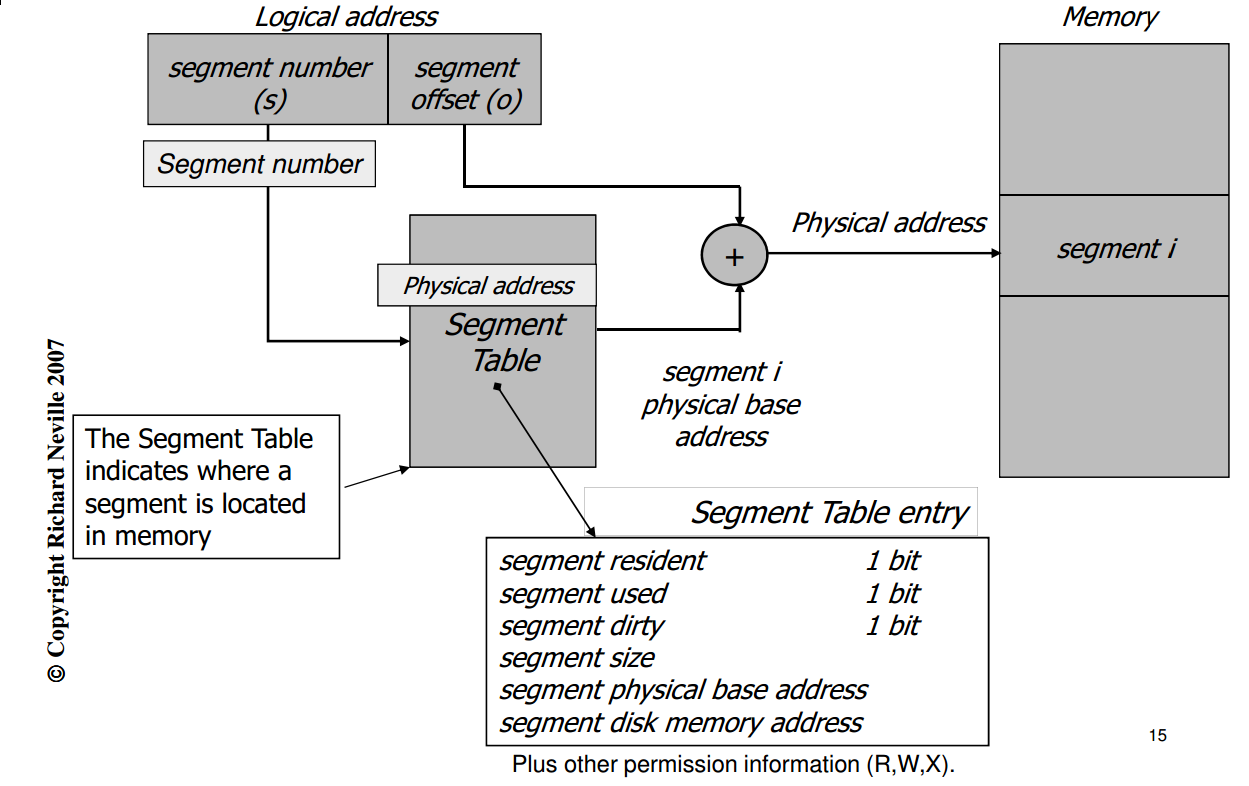 Logical address
Memory
segment number
(s)
segment
offset (o)
Segment number
Physical address
+
Physical address
segment i
Segment
Table
segment i
physical base
address
The Segment Table
indicates where a
segment is located
in memory
© Copyright Richard Neville 2007
Segment Table entry
segment resident 1 bit
segment used 1 bit
segment dirty 1 bit
segment size
segment physical base address
segment disk memory address
Plus other permission information (R,W,X).
15